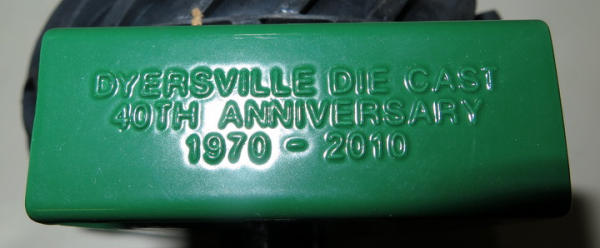 DYERSVILLE DIE CAST
40TH ANNIVERSARY
1970 - 2010